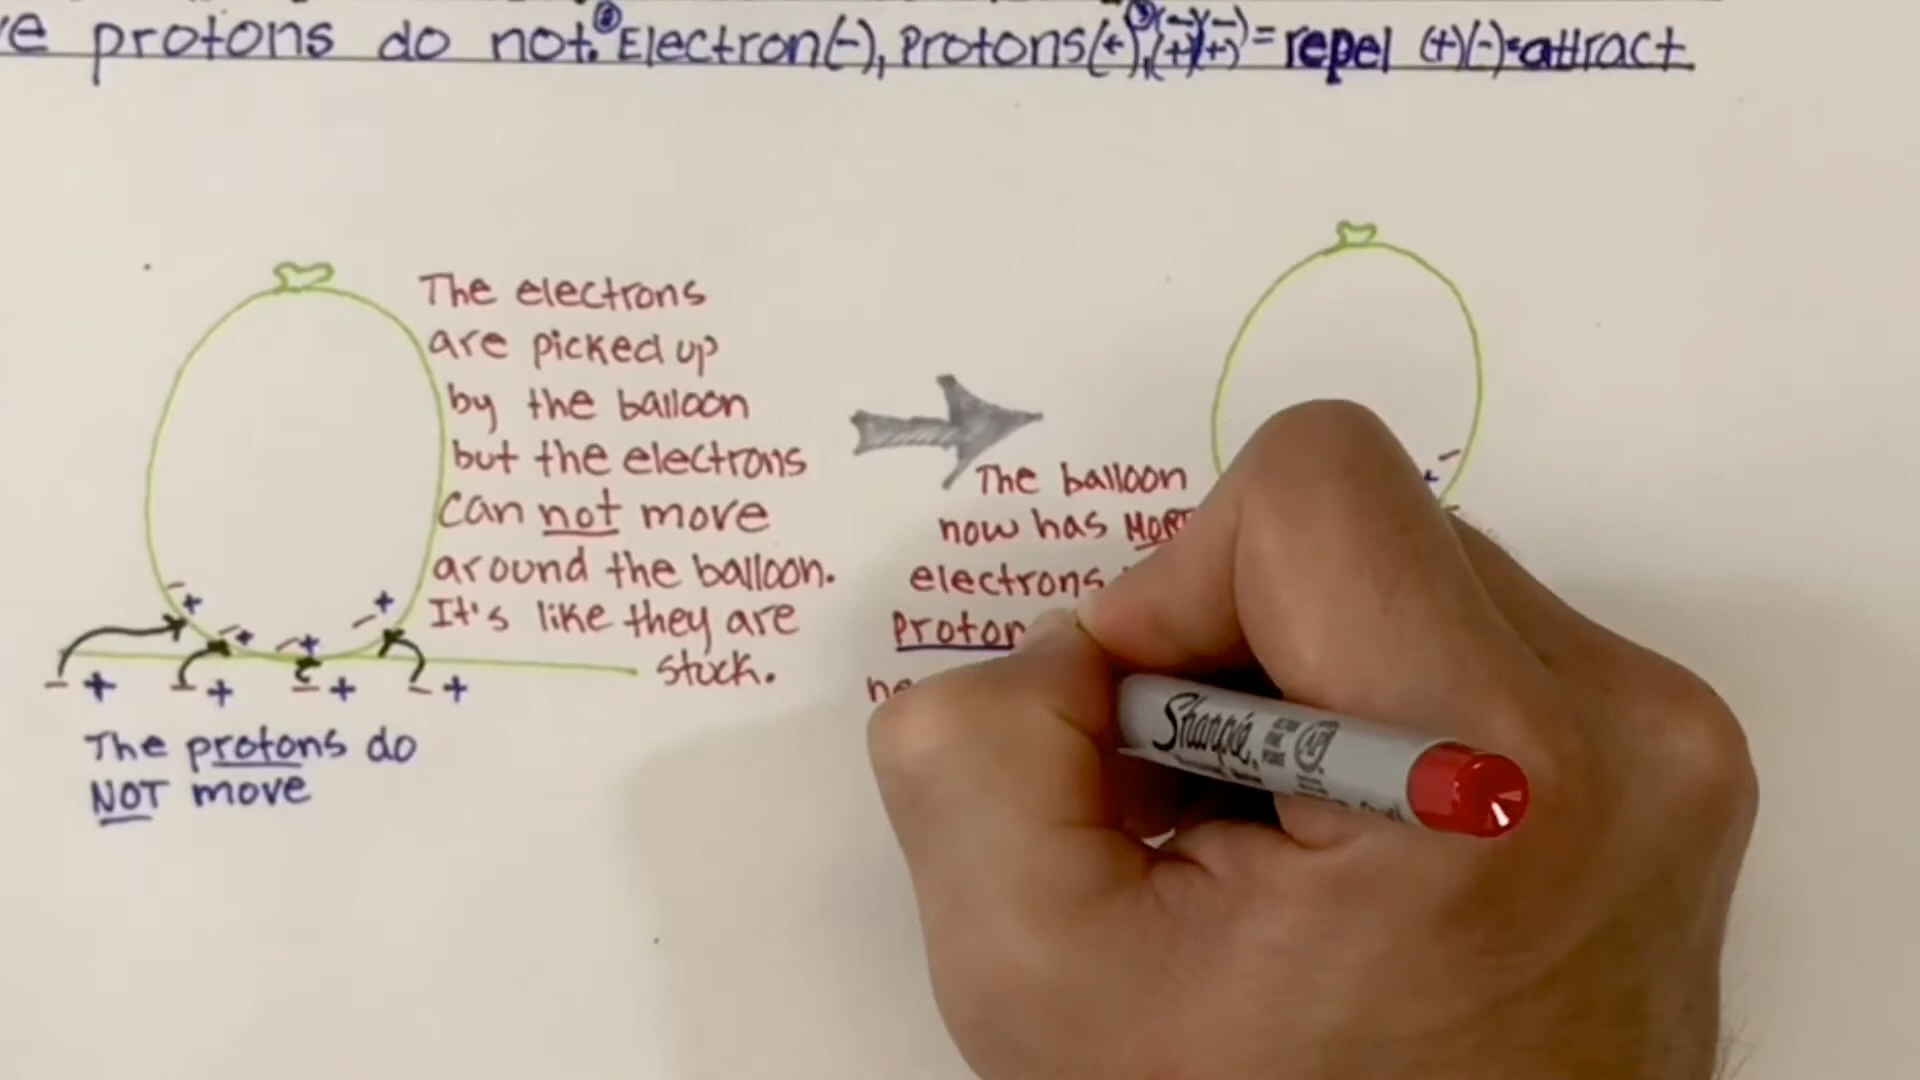 protons do not. ② Electron(-), Protons(+), ③ (-)(-) (+)(+) = repel (+)(-)=attract
The electrons
are picked up
by the balloon
but the electrons
can not move
around the balloon.
It's like they are
stuck.
The protons do
NOT move
The balloon
now has
electrons
Sharpie